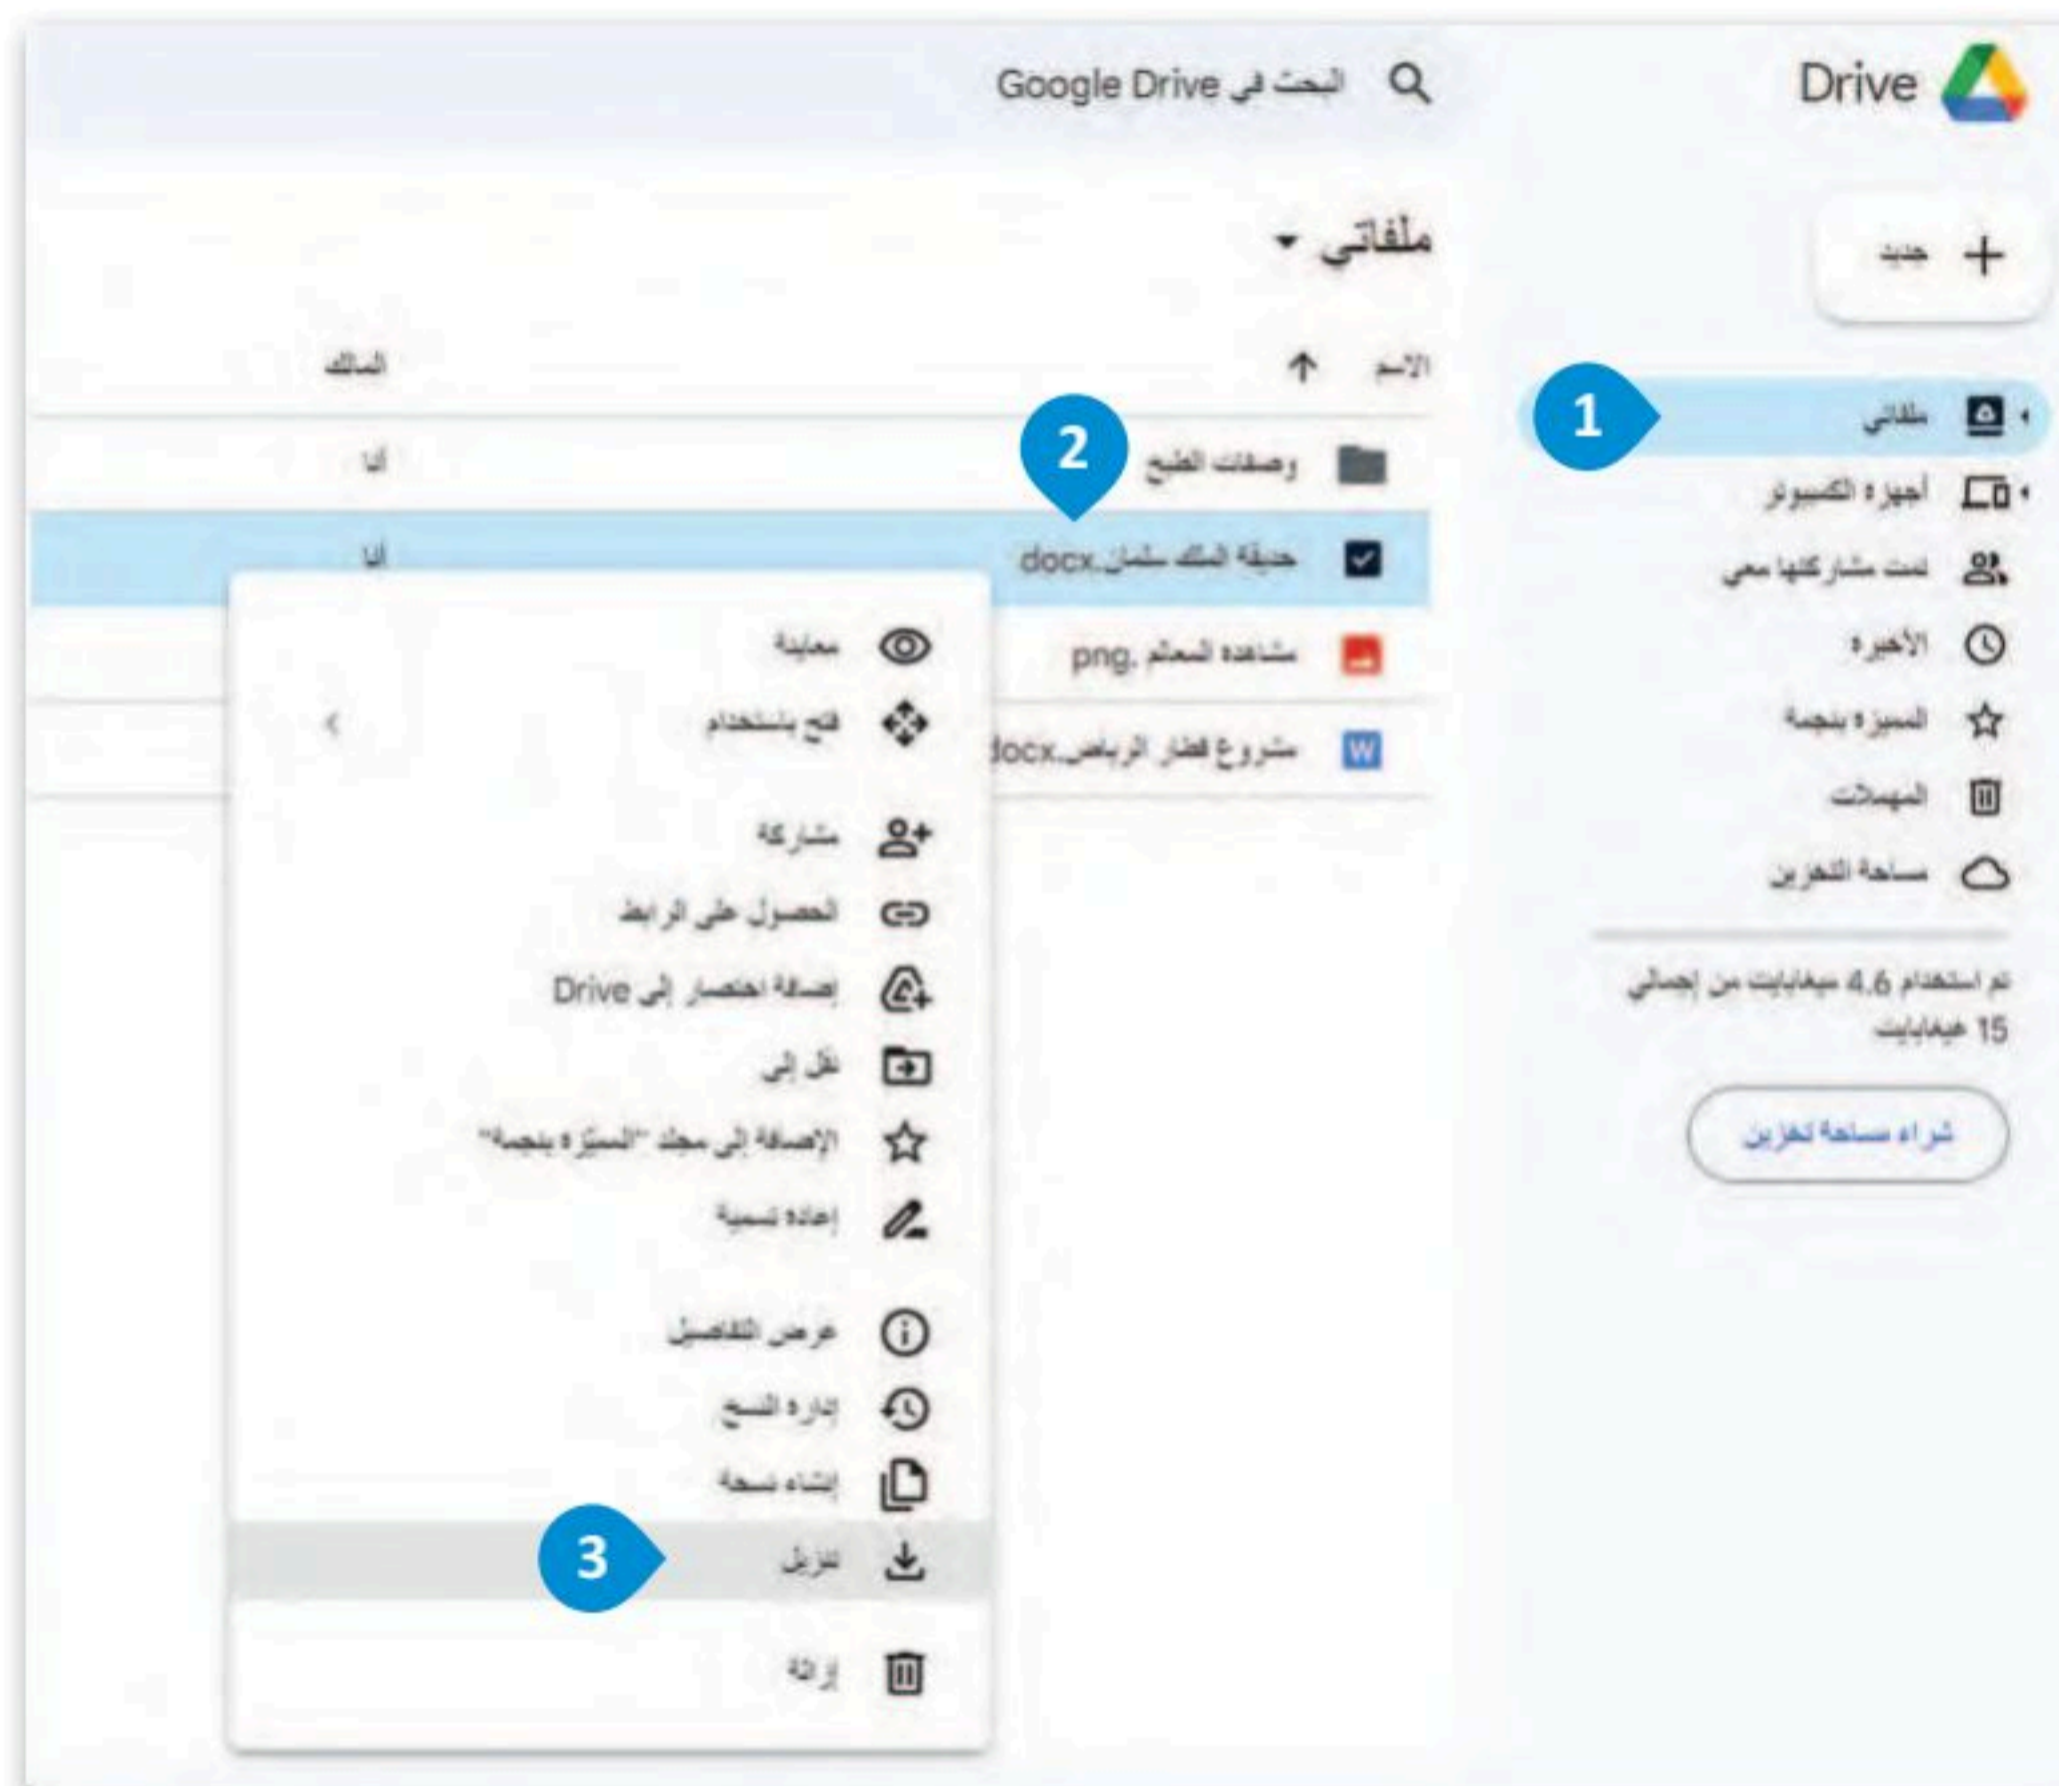 Drive
البحث في Google Drive
جديد
ملفاتي
أجهزة الكمبيوتر
تمت مشاركتها معي
الأخيرة
المميزة بنجمة
المهملات
مساحة التخزين
تم استخدام 4.6 ميغابايت من إجمالي
15 غيغابايت
شراء مساحة تخزين
1
ملفاتي
الاسم
المالك
2
وصفات الطبخ
أنا
حديقة الملك سلمان.docx
أنا
مشاهدة المعالم .png
مشروع قطار الرياض.docx
معاينة
فتح باستخدام
مشاركة
الحصول على الرابط
إضافة اختصار إلى Drive
نقل إلى
الإضافة إلى مجلد "المميّزة بنجمة"
إعادة تسمية
عرض التفاصيل
إدارة النسخ
إنشاء نسخة
تنزيل
3
إزالة